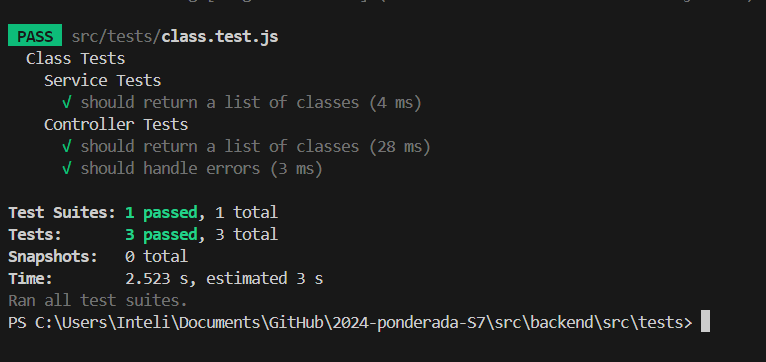 PASS src/tests/class.test.js
Class Tests
Service Tests
√ should return a list of classes (4 ms)
Controller Tests
√ should return a list of classes (28 ms)
√ should handle errors (3 ms)
Test Suites: 1 passed, 1 total
Tests: 3 passed, 3 total
Snapshots: 0 total
Time: 2.523 s, estimated 3 s
Ran all test suites.
PS C:\Users\Inteli\Documents\GitHub\2024-ponderada-S7\src\backend\src\tests>